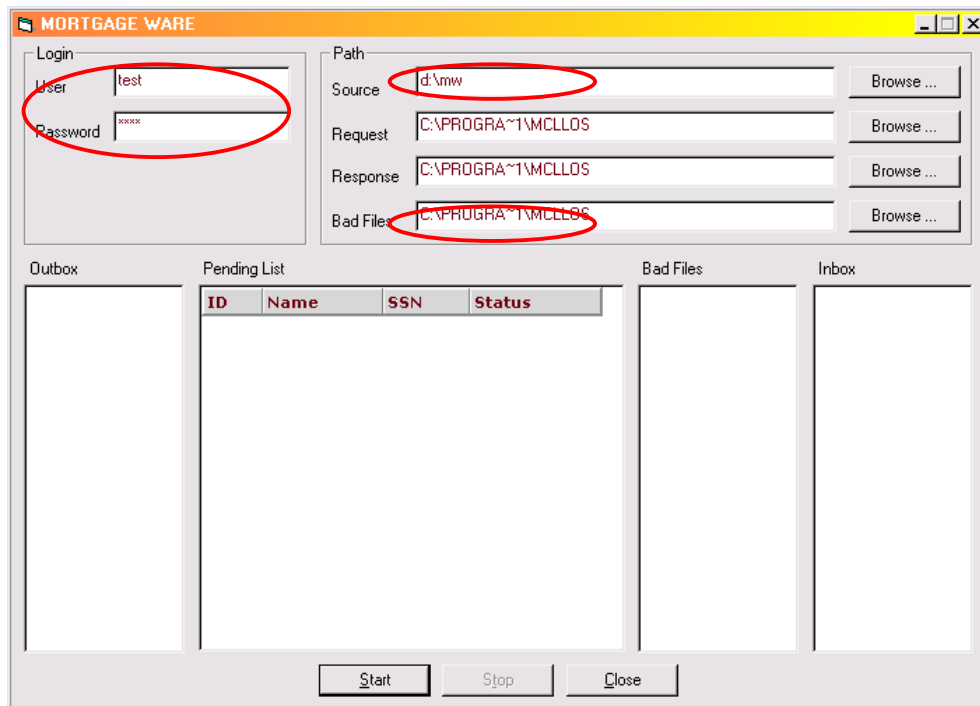 MORTGAGE WARE
Login
User test
Password ****
Path
Source d:\mw Browse ...
Request C:\PROGRA~1\MCLLOS Browse ...
Response C:\PROGRA~1\MCLLOS Browse ...
Bad Files C:\PROGRA~1\MCLLOS Browse ...
Outbox Pending List Bad Files Inbox
ID Name SSN Status
Start Stop Close